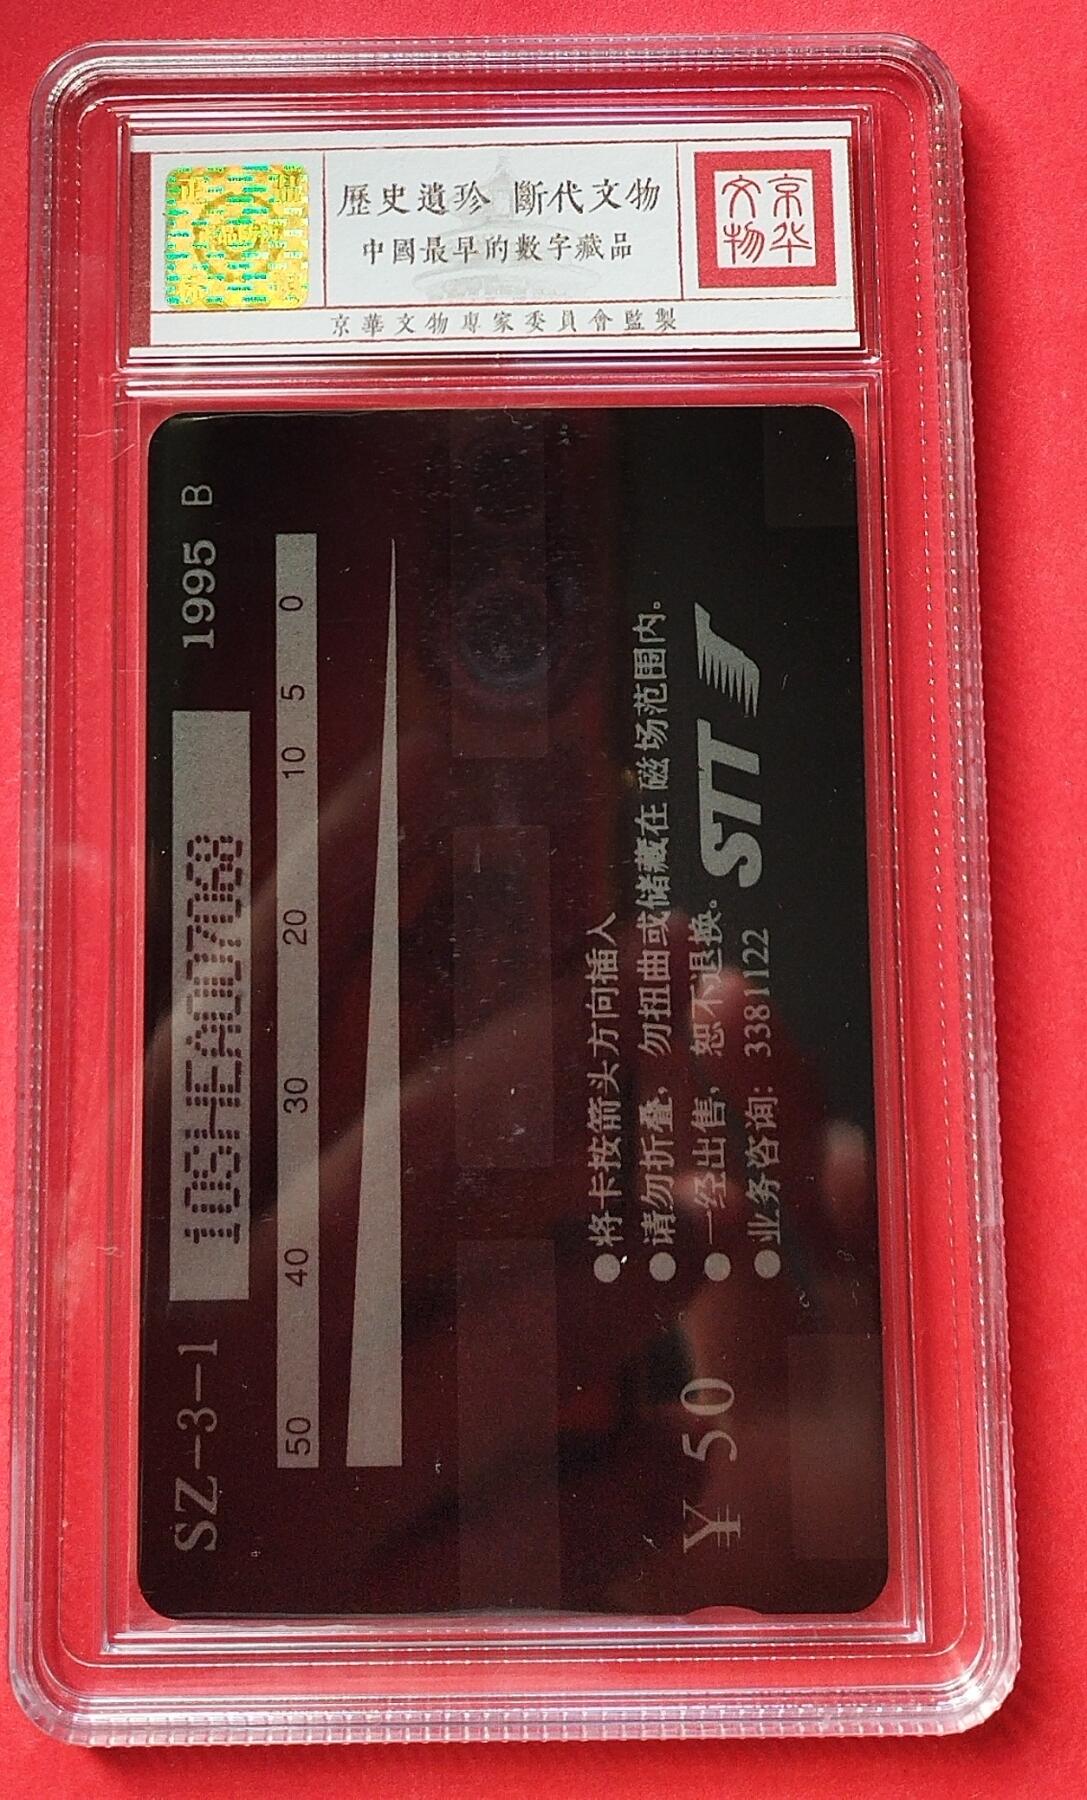 歷史遺珍 斷代文物
中國最早的數字藏品
京華文物專家委員會監製
京华
文物
SZ-3-1
1995 B
50 40 30 20 10 5 0
●将卡按箭头方向插入
●请勿折叠，勿扭曲或储藏在磁场范围内。
●一经出售，恕不退换。
●业务咨询：3381122
¥ 50
STT